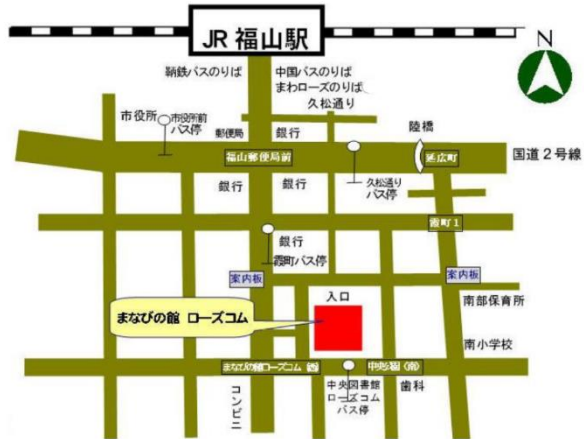 JR 福山駅
N
鞆鉄バスのりば
中国バスのりば
まわローズのりば
久松通り
市役所
市役所前
バス停
郵便局
銀行
陸橋
福山郵便局前
延広町
国道2号線
銀行
銀行
久松通り
バス停
霞町1
銀行
霞町バス停
案内板
案内板
入口
南部保育所
まなびの館 ローズコム
南小学校
まなびの館ローズコム
コンビニ
中央図書館
ローズコム
バス停
歯科